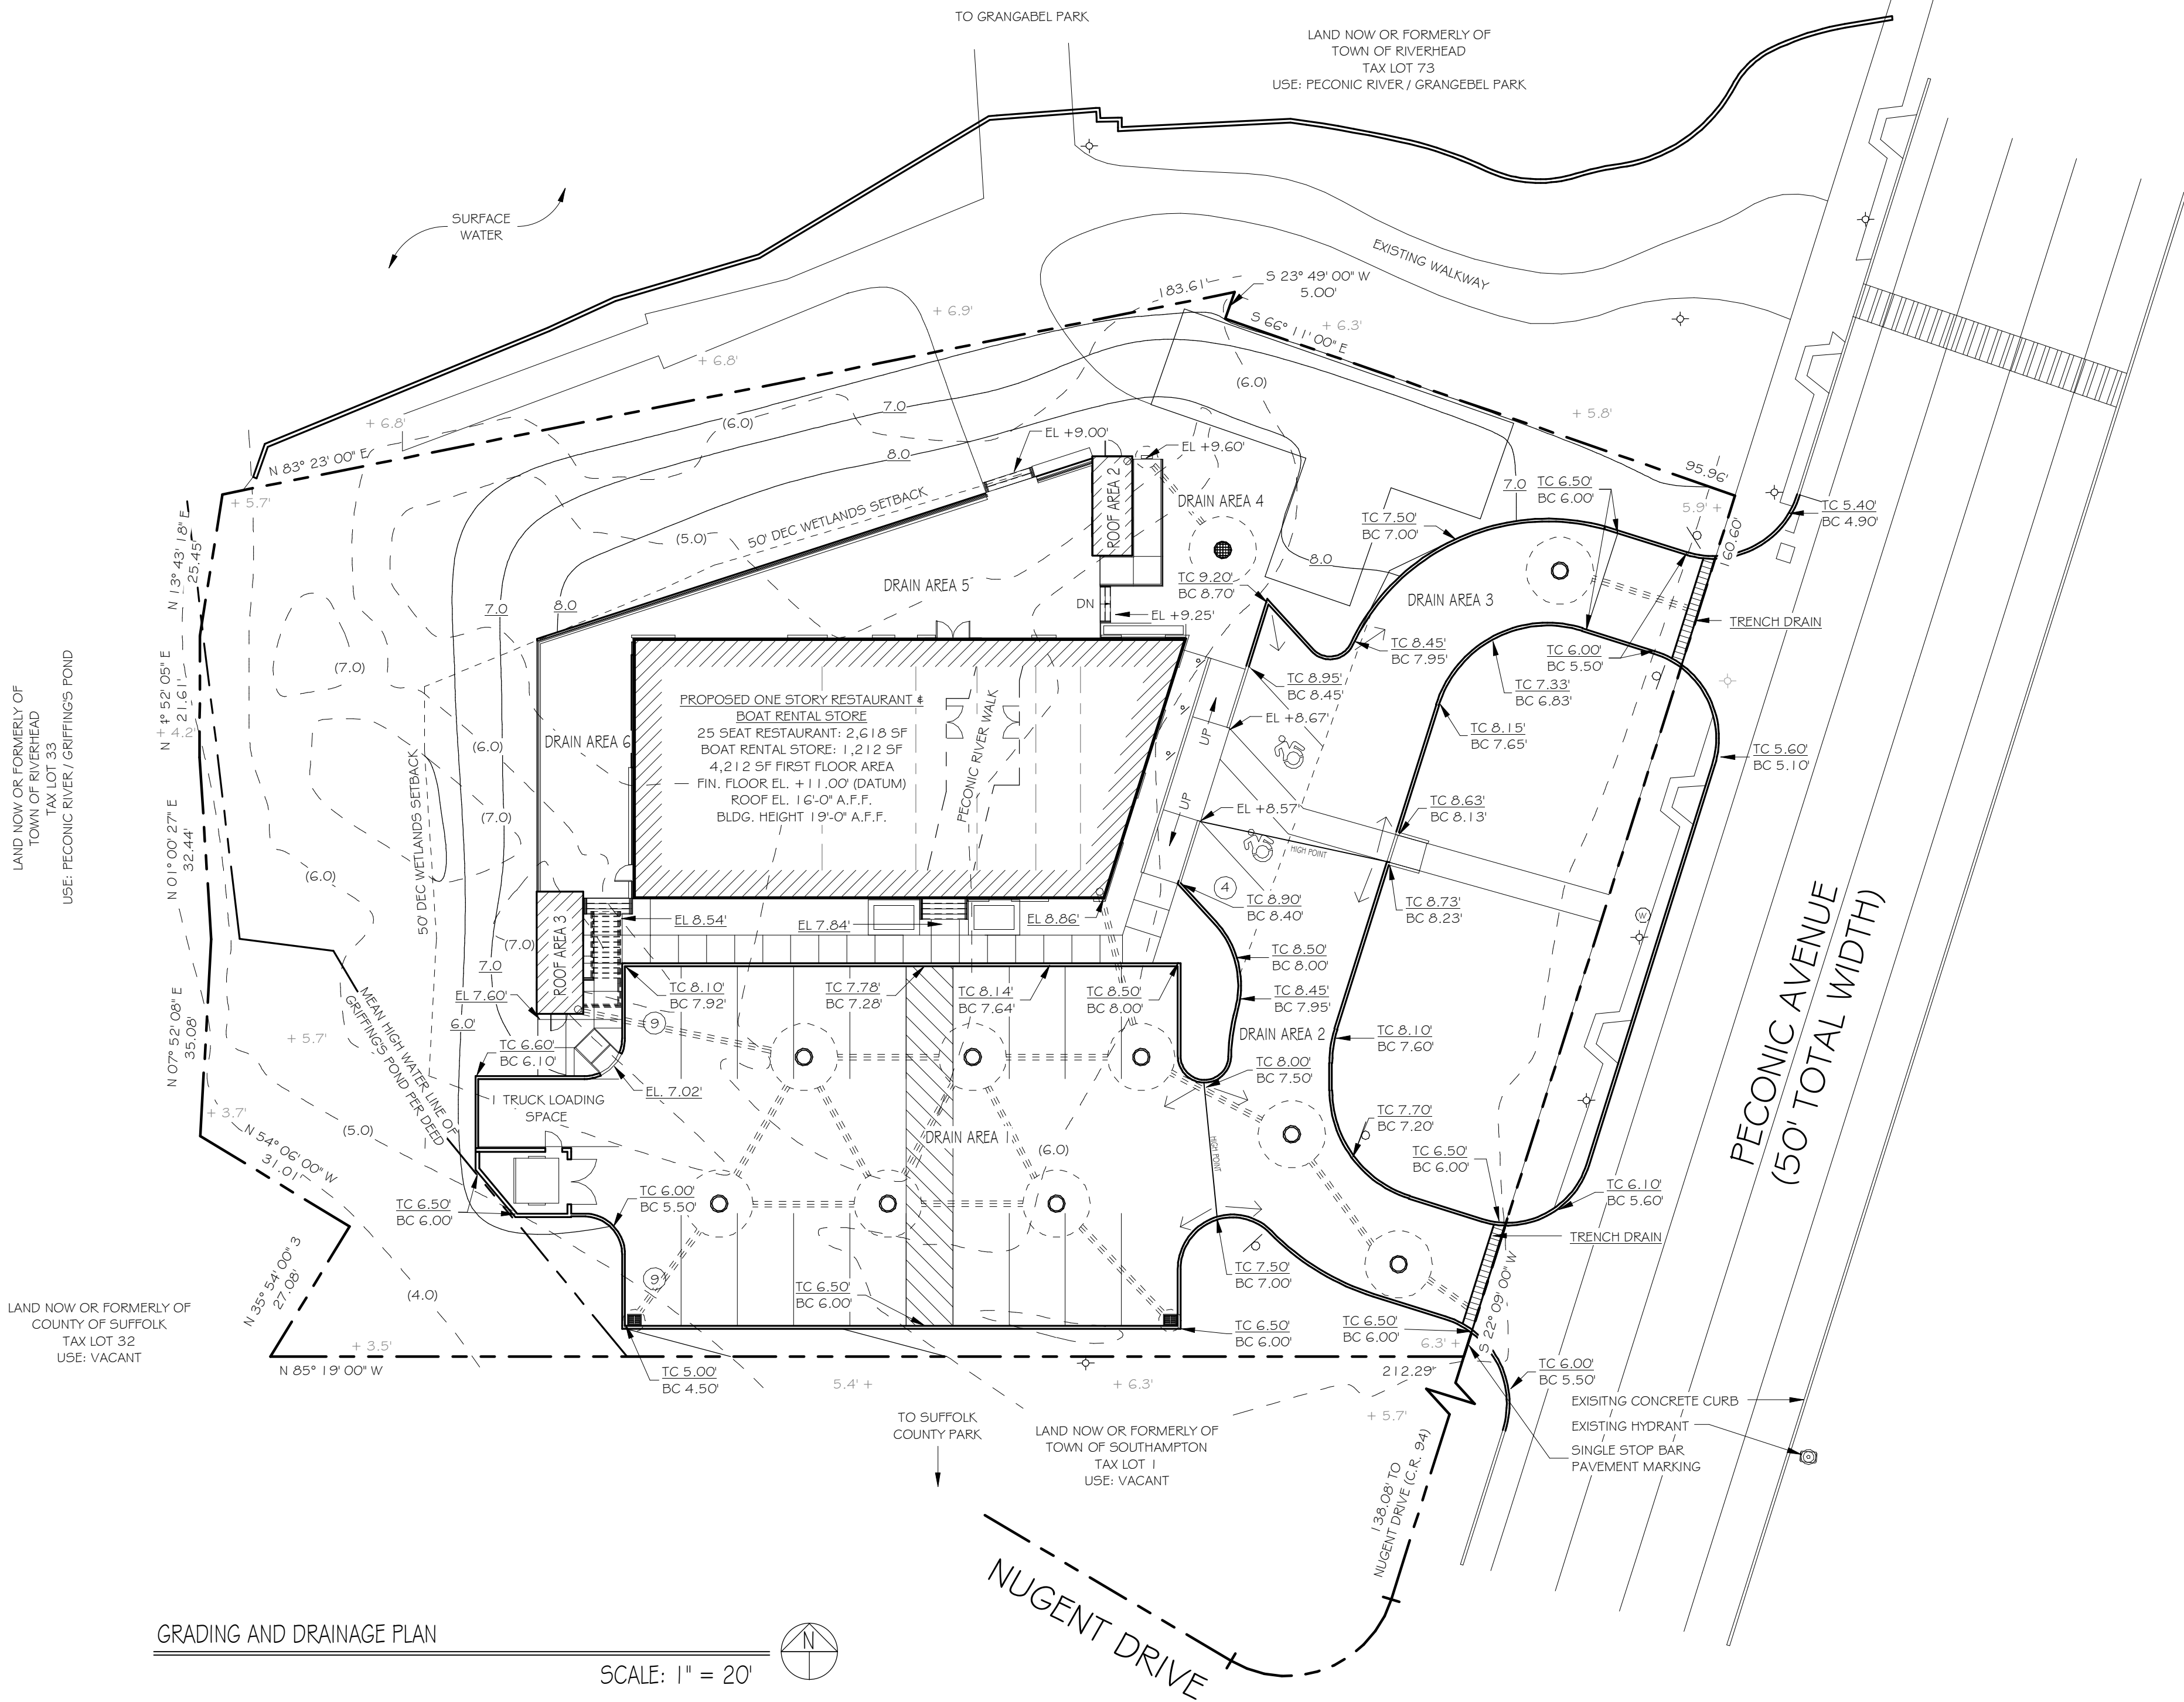 TO GRANGABEL PARK
LAND NOW OR FORMERLY OF
TOWN OF RIVERHEAD
TAX LOT 73
USE: PECONIC RIVER / GRANGEBEL PARK
SURFACE
WATER
EXISTING WALKWAY
183.61'
S 23° 49' 00" W
5.00'
S 66° 11' 00" E
+ 6.3'
+ 6.9'
+ 6.8'
(6.0)
+ 5.8'
7.0
(6.0)
+ 6.8'
EL +9.00'
EL +9.60'
8.0
N 83° 23' 00" E
95.96'
+ 5.7'
50' DEC WETLANDS SETBACK
ROOF AREA 2
DRAIN AREA 4
7.0
TC 6.50'
BC 6.00'
5.9' +
TC 5.40'
BC 4.90'
TC 7.50'
BC 7.00'
N 13° 43' 18" E
25.45'
(5.0)
160.60'
8.0
DRAIN AREA 5
TC 9.20'
BC 8.70'
DN
EL +9.25'
DRAIN AREA 3
7.0
8.0
TRENCH DRAIN
TC 8.45'
BC 7.95'
TC 6.00'
BC 5.50'
(7.0)
TC 8.95'
BC 8.45'
TC 7.33'
BC 6.83'
LAND NOW OR FORMERLY OF
TOWN OF RIVERHEAD
TAX LOT 33
USE: PECONIC RIVER / GRIFFING'S POND
N 1° 52' 05" E
21.61'
+ 4.2'
PROPOSED ONE STORY RESTAURANT &
BOAT RENTAL STORE
25 SEAT RESTAURANT: 2,618 SF
BOAT RENTAL STORE: 1,212 SF
4,212 SF FIRST FLOOR AREA
FIN. FLOOR EL. +11.00' (DATUM)
ROOF EL. 16'-0" A.F.F.
BLDG. HEIGHT 19'-0" A.F.F.
PECONIC RIVER WALK
EL +8.67'
UP
TC 8.15'
BC 7.65'
(6.0)
DRAIN AREA 6
TC 5.60'
BC 5.10'
50' DEC WETLANDS SETBACK
(7.0)
UP
EL +8.57'
TC 8.63'
BC 8.13'
HIGH POINT
N 01° 00' 27" E
32.44'
(6.0)
4
TC 8.90'
BC 8.40'
TC 8.73'
BC 8.23'
W
EL 8.54'
EL 7.84'
EL 8.86'
ROOF AREA 3
(7.0)
TC 8.50'
BC 8.00'
7.0
EL 7.60'
TC 8.10'
BC 7.92'
TC 7.78'
BC 7.28'
TC 8.14'
BC 7.64'
TC 8.50'
BC 8.00'
TC 8.45'
BC 7.95'
PECONIC AVENUE
(50' TOTAL WIDTH)
MEAN HIGH WATER LINE OF
GRIFFING'S POND PER DEED
6.0'
9
DRAIN AREA 2
TC 8.10'
BC 7.60'
N 07° 52' 08" E
35.08'
+ 5.7'
TC 6.60'
BC 6.10'
TC 8.00'
BC 7.50'
EL. 7.02'
1 TRUCK LOADING
SPACE
+ 3.7'
N 54° 06' 00" W
31.01'
(5.0)
DRAIN AREA 1
(6.0)
HIGH POINT
TC 7.70'
BC 7.20'
TC 6.50'
BC 6.00'
TC 6.50'
BC 6.00'
TC 6.00'
BC 5.50'
TC 6.10'
BC 5.60'
TRENCH DRAIN
N 35° 54' 00" 3
27.08'
(4.0)
9
TC 6.50'
BC 6.00'
TC 7.50'
BC 7.00'
S 22° 09' 00" W
LAND NOW OR FORMERLY OF
COUNTY OF SUFFOLK
TAX LOT 32
USE: VACANT
+ 3.5'
N 85° 19' 00" W
TC 6.50'
BC 6.00'
TC 6.50'
BC 6.00'
6.3' +
212.29'
TC 5.00'
BC 4.50'
5.4' +
+ 6.3'
TC 6.00'
BC 5.50'
+ 5.7'
EXISITNG CONCRETE CURB
EXISTING HYDRANT
SINGLE STOP BAR
PAVEMENT MARKING
TO SUFFOLK
COUNTY PARK
LAND NOW OR FORMERLY OF
TOWN OF SOUTHAMPTON
TAX LOT 1
USE: VACANT
138.08' TO
NUGENT DRIVE (C.R. 94)
NUGENT DRIVE
GRADING AND DRAINAGE PLAN
N
SCALE: 1" = 20'